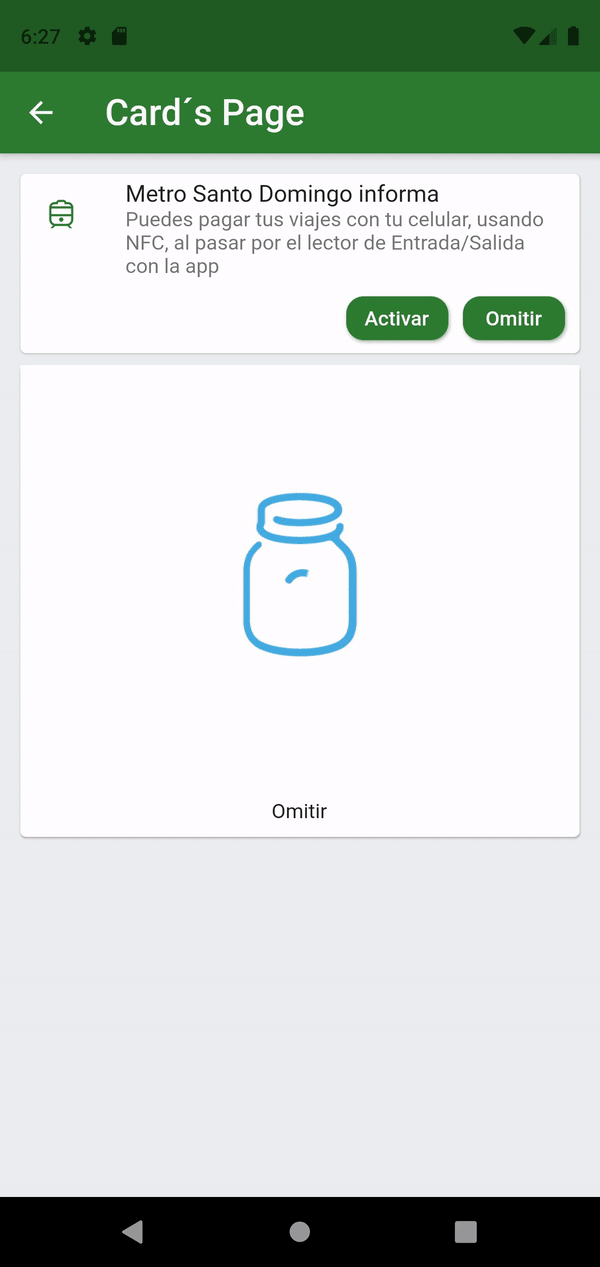 6:27
Card´s Page
Metro Santo Domingo informa
Puedes pagar tus viajes con tu celular, usando
NFC, al pasar por el lector de Entrada/Salida
con la app
Activar Omitir
Omitir